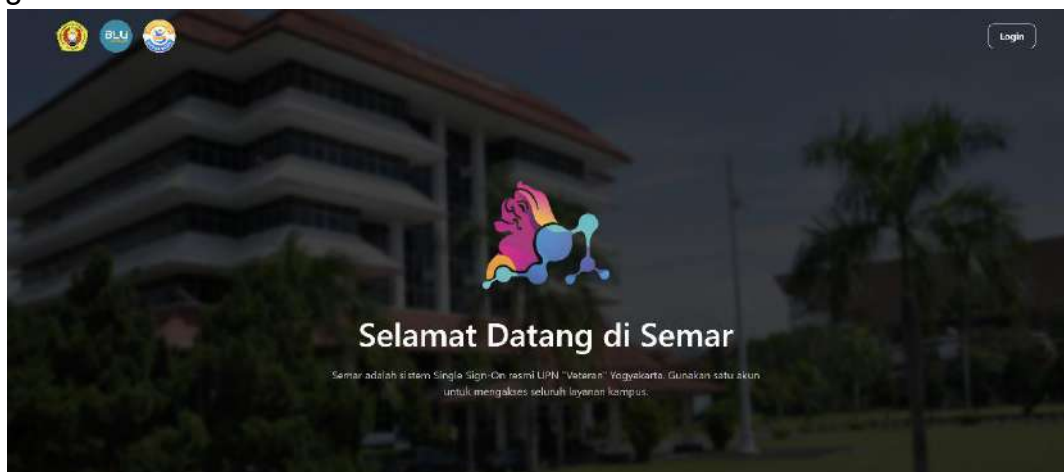 BLU
Login
Selamat Datang di Semar
Semar adalah sistem Single Sign-On resmi UPN "Veteran" Yogyakarta. Gunakan satu akun
untuk mengakses seluruh layanan kampus.